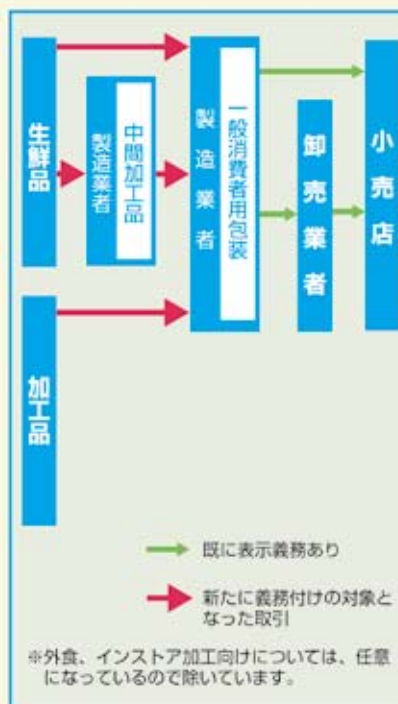 生鮮品
製造業者
中間加工品
製造業者
一般消費者用包装
卸売業者
小売店
加工品
既に表示義務あり
新たに義務付けの対象と
なった取引
※外食、インストア加工向けについては、任意
になっているので除いています。